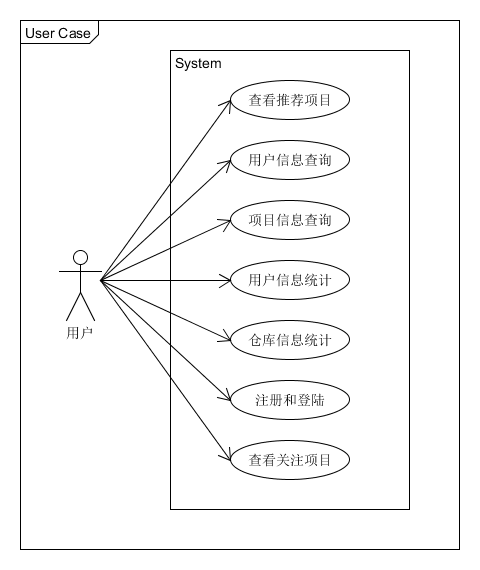 User Case
System
查看推荐项目
用户信息查询
项目信息查询
用户信息统计
用户
仓库信息统计
注册和登陆
查看关注项目